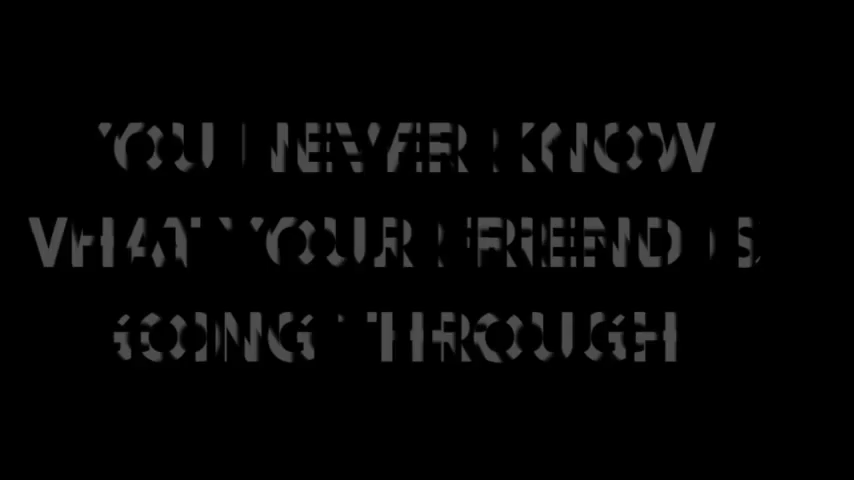 YOU NEVER KNOW
WHAT YOUR FRIEND IS
GOING THROUGH